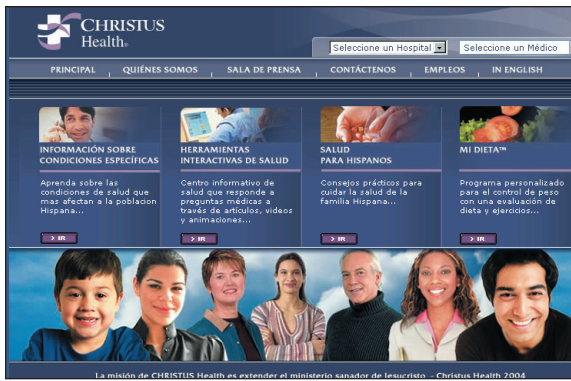 CHRISTUS
Health®
Seleccione un Hospital
Seleccione un Médico
PRINCIPAL QUIÉNES SOMOS SALA DE PRENSA CONTÁCTENOS EMPLEOS IN ENGLISH
INFORMACIÓN SOBRE
CONDICIONES ESPECÍFICAS
Aprenda sobre las
condiciones de salud que
mas afectan a la poblacion
Hispana...
> IR
HERRAMIENTAS
INTERACTIVAS DE SALUD
Centro informativo de
salud que responde a
preguntas médicas a
través de artículos, videos
y animaciones...
> IR
SALUD
PARA HISPANOS
Consejos prácticos para
cuidar la salud de la
familia Hispana...
> IR
MI DIETA™
Programa personalizado
para el control de peso
con una evaluación de
dieta y ejercicios...
> IR
La misión de CHRISTUS Health es extender el ministerio sanador de Jesucristo - Christus Health 2004